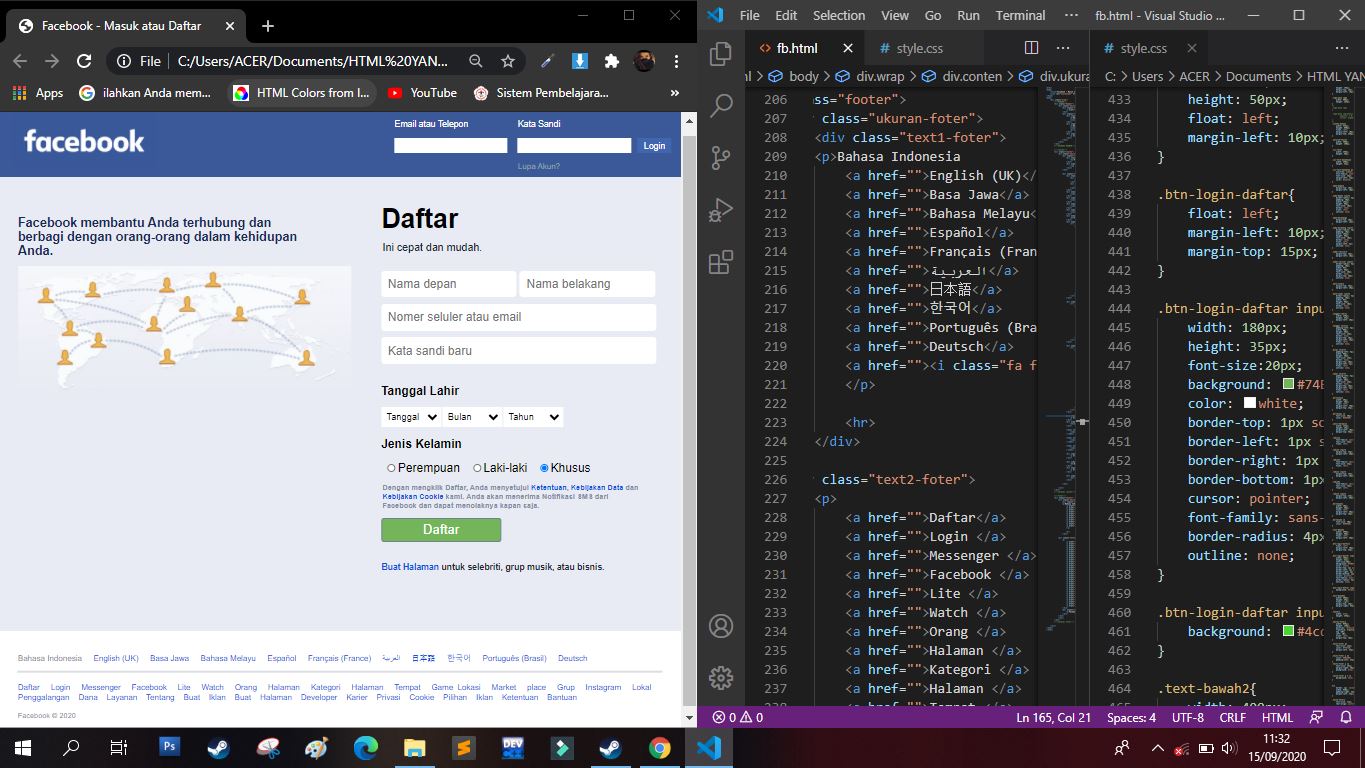 Facebook - Masuk atau Daftar
File
C:/Users/ACER/Documents/HTML%20YAN...
Apps
ilahkan Anda mem...
HTML Colors from I...
YouTube
Sistem Pembelajara...
»
facebook
Email atau Telepon
Kata Sandi
Login
Lupa Akun?
Facebook membantu Anda terhubung dan
berbagi dengan orang-orang dalam kehidupan
Anda.
Daftar
Ini cepat dan mudah.
Nama depan
Nama belakang
Nomer seluler atau email
Kata sandi baru
Tanggal Lahir
Tanggal
Bulan
Tahun
Jenis Kelamin
Perempuan
Laki-laki
Khusus
Dengan mengklik Daftar, Anda menyetujui Ketentuan, Kebijakan Data dan
Kebijakan Cookie kami. Anda akan menerima Notifikasi SMS dari
Facebook dan dapat menolaknya kapan saja.
Daftar
Buat Halaman untuk selebriti, grup musik, atau bisnis.
Bahasa Indonesia English (UK) Basa Jawa Bahasa Melayu Español Français (France) العربية 日本語 한국어 Português (Brasil) Deutsch
Daftar Login Messenger Facebook Lite Watch Orang Halaman Kategori Halaman Tempat Game Lokasi Market place Grup Instagram Lokal
Penggalangan Dana Layanan Tentang Buat Iklan Buat Halaman Developer Karier Privasi Cookie Pilihan Iklan Ketentuan Bantuan
Facebook © 2020
File Edit Selection View Go Run Terminal ···
fb.html - Visual Studio ...
fb.html
style.css
style.css
ml > body > div.wrap > div.conten > div.ukura
C: > Users > ACER > Documents > HTML YAN
206 ss="footer">
207 class="ukuran-foter">
208 <div class="text1-foter">
209 <p>Bahasa Indonesia
210 <a href="">English (UK)</
211 <a href="">Basa Jawa</a>
212 <a href="">Bahasa Melayu<
213 <a href="">Español</a>
214 <a href="">Français (Fran
215 <a href="">العربية</a>
216 <a href="">日本語</a>
217 <a href="">한국어</a>
218 <a href="">Português (Bra
219 <a href="">Deutsch</a>
220 <a href=""><i class="fa f
221 </p>
222
223 <hr>
224 </div>
225
226 class="text2-foter">
227 <p>
228 <a href="">Daftar</a>
229 <a href="">Login </a>
230 <a href="">Messenger </a>
231 <a href="">Facebook </a>
232 <a href="">Lite </a>
233 <a href="">Watch </a>
234 <a href="">Orang </a>
235 <a href="">Halaman </a>
236 <a href="">Kategori </a>
237 <a href="">Halaman </a>
433 height: 50px;
434 float: left;
435 margin-left: 10px;
436 }
437
438 .btn-login-daftar{
439 float: left;
440 margin-left: 10px;
441 margin-top: 15px;
442 }
443
444 .btn-login-daftar inpu
445 width: 180px;
446 height: 35px;
447 font-size:20px;
448 background: #74
449 color: white;
450 border-top: 1px so
451 border-left: 1px s
452 border-right: 1px
453 border-bottom: 1px
454 cursor: pointer;
455 font-family: sans-
456 border-radius: 4px
457 outline: none;
458 }
459
460 .btn-login-daftar inpu
461 background: #4cc
462 }
463
464 .text-bawah2{
0 0
Ln 165, Col 21
Spaces: 4
UTF-8
CRLF
HTML
Ps
DEV
11:32
15/09/2020